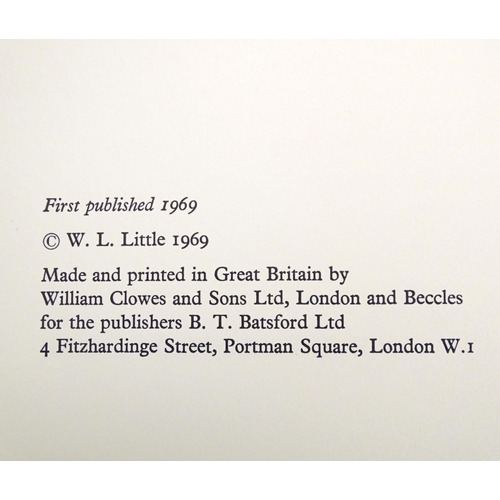 First published 1969
© W. L. Little 1969
Made and printed in Great Britain by
William Clowes and Sons Ltd, London and Beccles
for the publishers B. T. Batsford Ltd
4 Fitzhardinge Street, Portman Square, London W.1